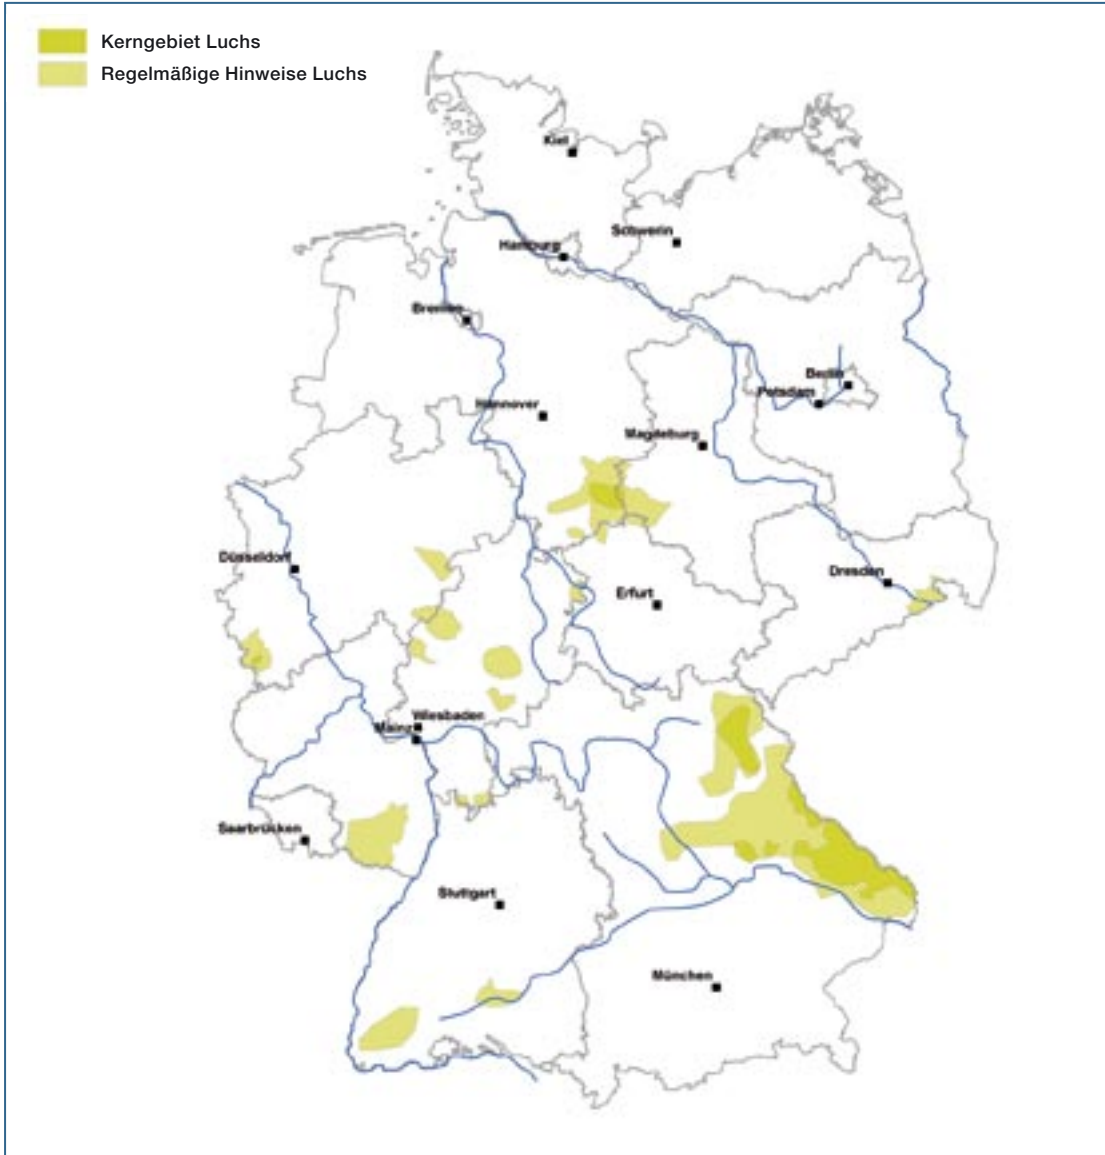 Kerngebiet Luchs
Regelmäßige Hinweise Luchs
Kiel
Schwerin
Hamburg
Bremen
Berlin
Potsdam
Hannover
Magdeburg
Düsseldorf
Dresden
Erfurt
Wiesbaden
Mainz
Saarbrücken
Stuttgart
München